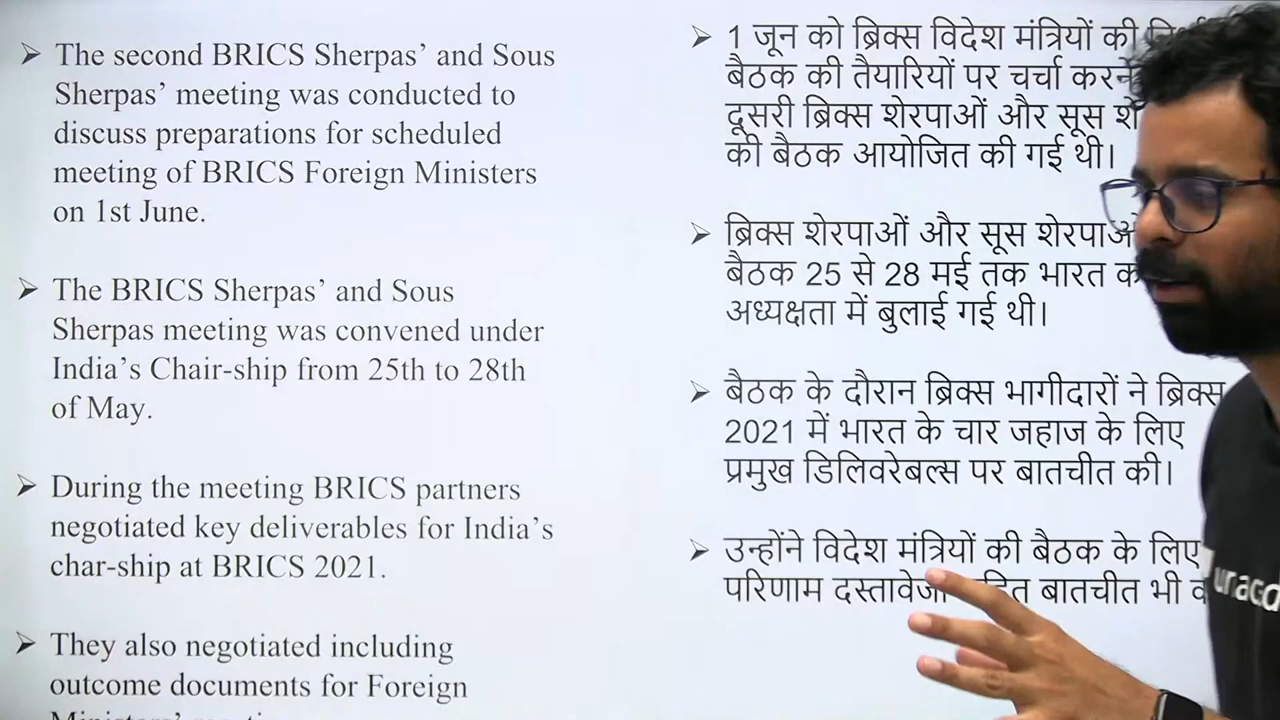 ➢ The second BRICS Sherpas’ and Sous
Sherpas’ meeting was conducted to
discuss preparations for scheduled
meeting of BRICS Foreign Ministers
on 1st June.
➢ The BRICS Sherpas’ and Sous
Sherpas meeting was convened under
India’s Chair-ship from 25th to 28th
of May.
➢ During the meeting BRICS partners
negotiated key deliverables for India’s
char-ship at BRICS 2021.
➢ They also negotiated including
outcome documents for Foreign
➢ 1 जून को ब्रिक्स विदेश मंत्रियों की
बैठक की तैयारियों पर चर्चा करने
दूसरी ब्रिक्स शेरपाओं और सूस
की बैठक आयोजित की गई थी।
➢ ब्रिक्स शेरपाओं और सूस
बैठक 25 से 28 मई तक भारत
अध्यक्षता में बुलाई गई थी।
➢ बैठक के दौरान ब्रिक्स भागीदारों ने ब्रिक्स
2021 में भारत के चार जहाज के लिए
प्रमुख डिलिवरेबल्स पर बातचीत की।
➢ उन्होंने विदेश मंत्रियों की बैठक के लिए
परिणाम बातचीत भी